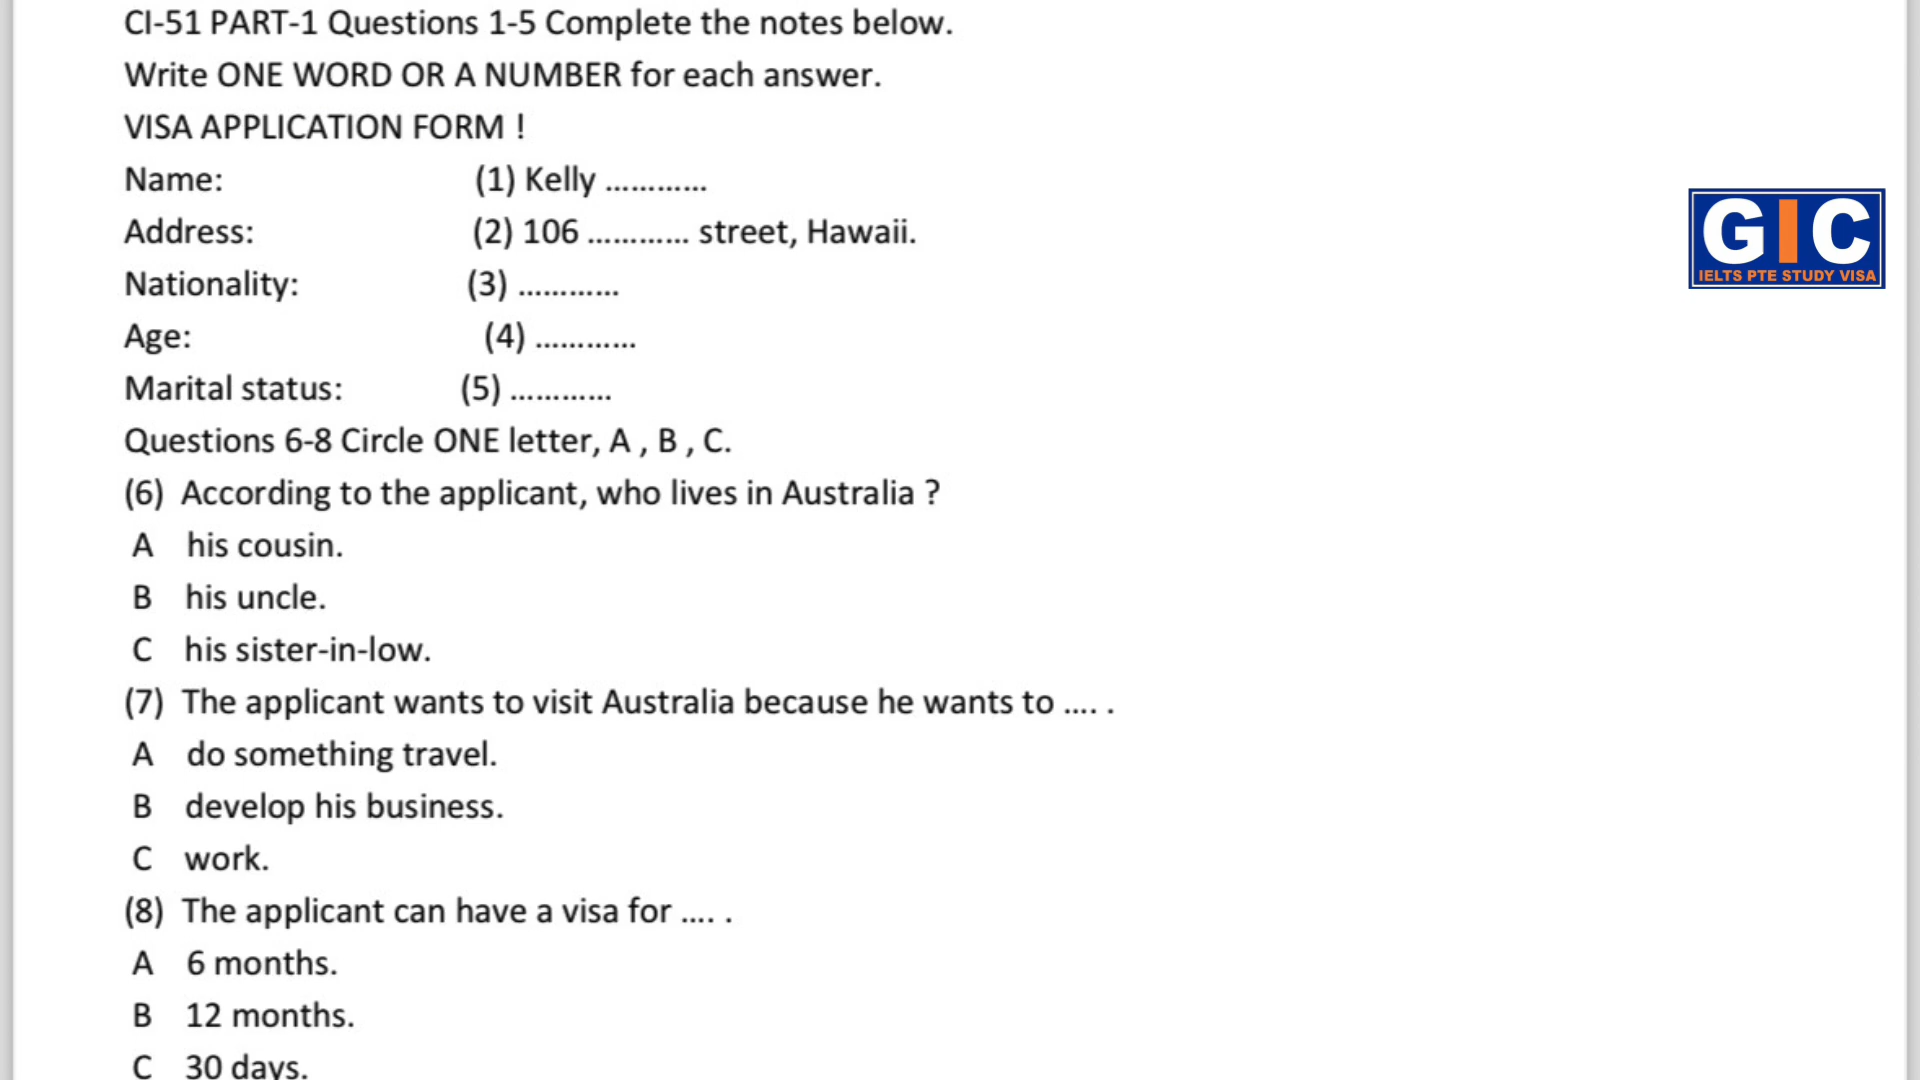 CI-51 PART-1 Questions 1-5 Complete the notes below.
Write ONE WORD OR A NUMBER for each answer.
VISA APPLICATION FORM !
Name: (1) Kelly ............
Address: (2) 106 ............ street, Hawaii.
Nationality: (3) ............
Age: (4) ............
Marital status: (5) ............
Questions 6-8 Circle ONE letter, A , B , C.
(6) According to the applicant, who lives in Australia ?
A his cousin.
B his uncle.
C his sister-in-low.
(7) The applicant wants to visit Australia because he wants to .... .
A do something travel.
B develop his business.
C work.
(8) The applicant can have a visa for .... .
A 6 months.
B 12 months.
C 30 days.
GIC
IELTS PTE STUDY VISA